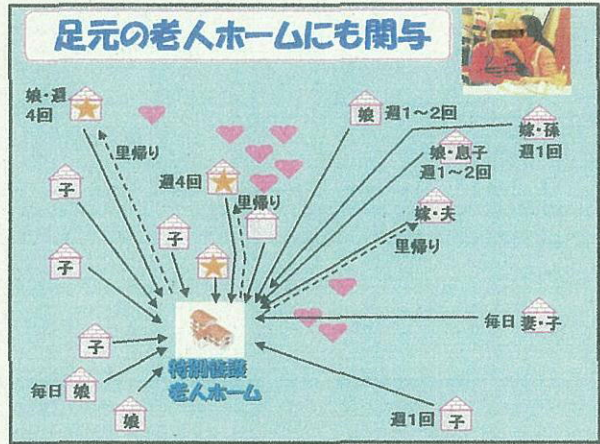 足元の老人ホームにも関与
娘・週
4回
娘
週1～2回
嫁・孫
週1回
娘・息子
週1～2回
子
週4回
里帰り
里帰り
嫁・夫
里帰り
子
子
子
毎日
妻・子
特別養護
老人ホーム
毎日
娘
娘
週1回
子